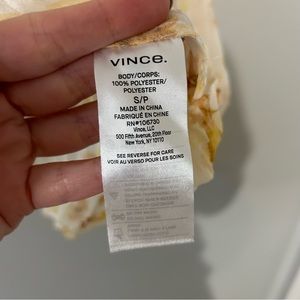 VINCE.
BODY/CORPS:
100% POLYESTER/
POLYESTER
S/P
MADE IN CHINA
FABRIQUÉ EN CHINE
RN#106730
Vince, LLC
500 Fifth Avenue, 20th Floor
New York, NY 10110
SEE REVERSE FOR CARE
VOIR AU VERSO POUR LES SOINS